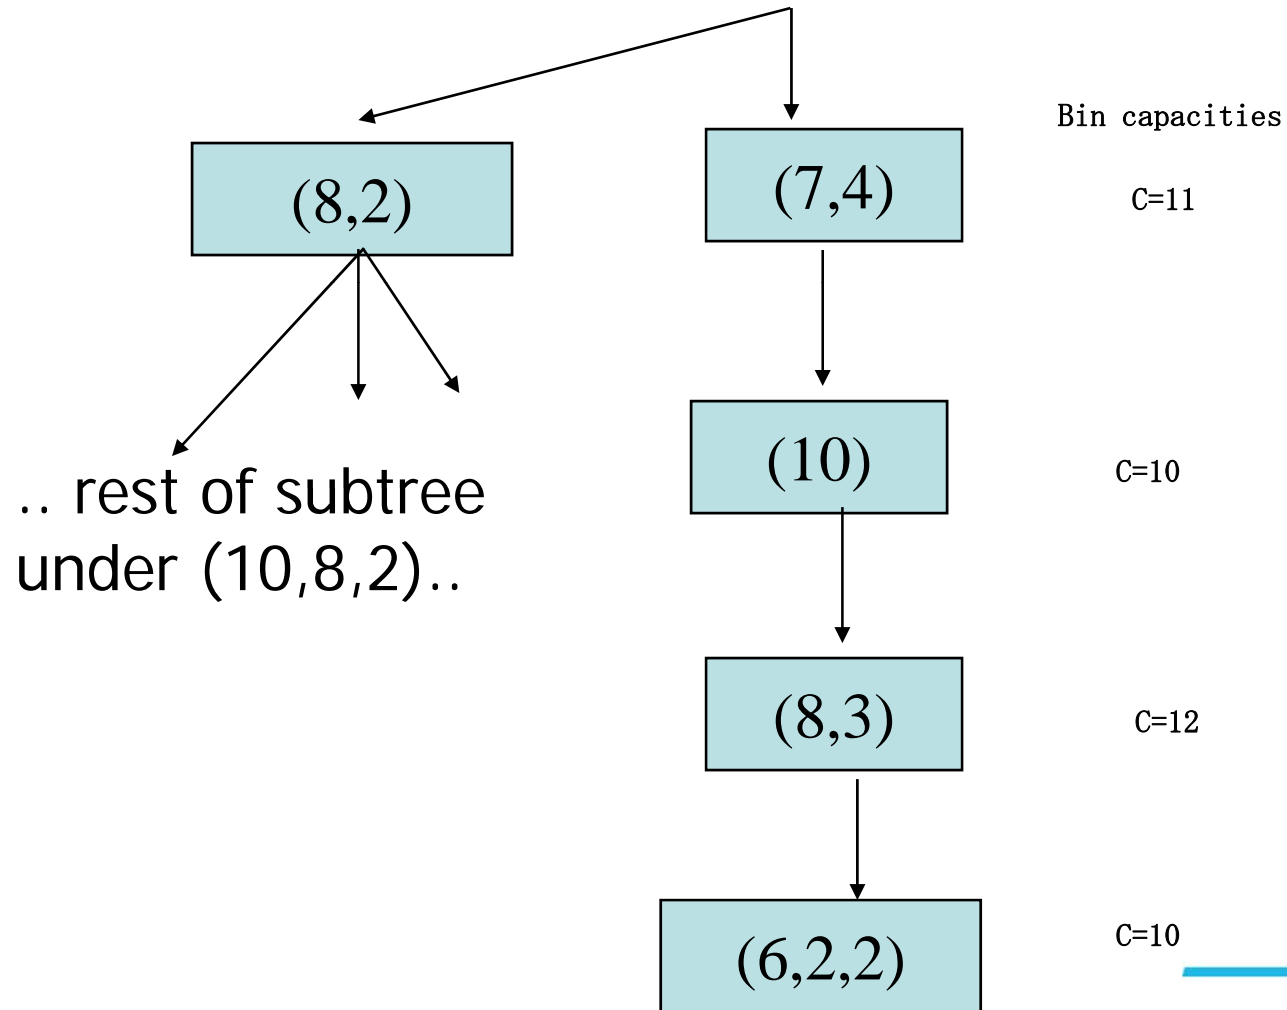 Bin capacities
(8,2)
(7,4)
C=11
(10)
C=10
.. rest of subtree
under (10,8,2)..
(8,3)
C=12
(6,2,2)
C=10